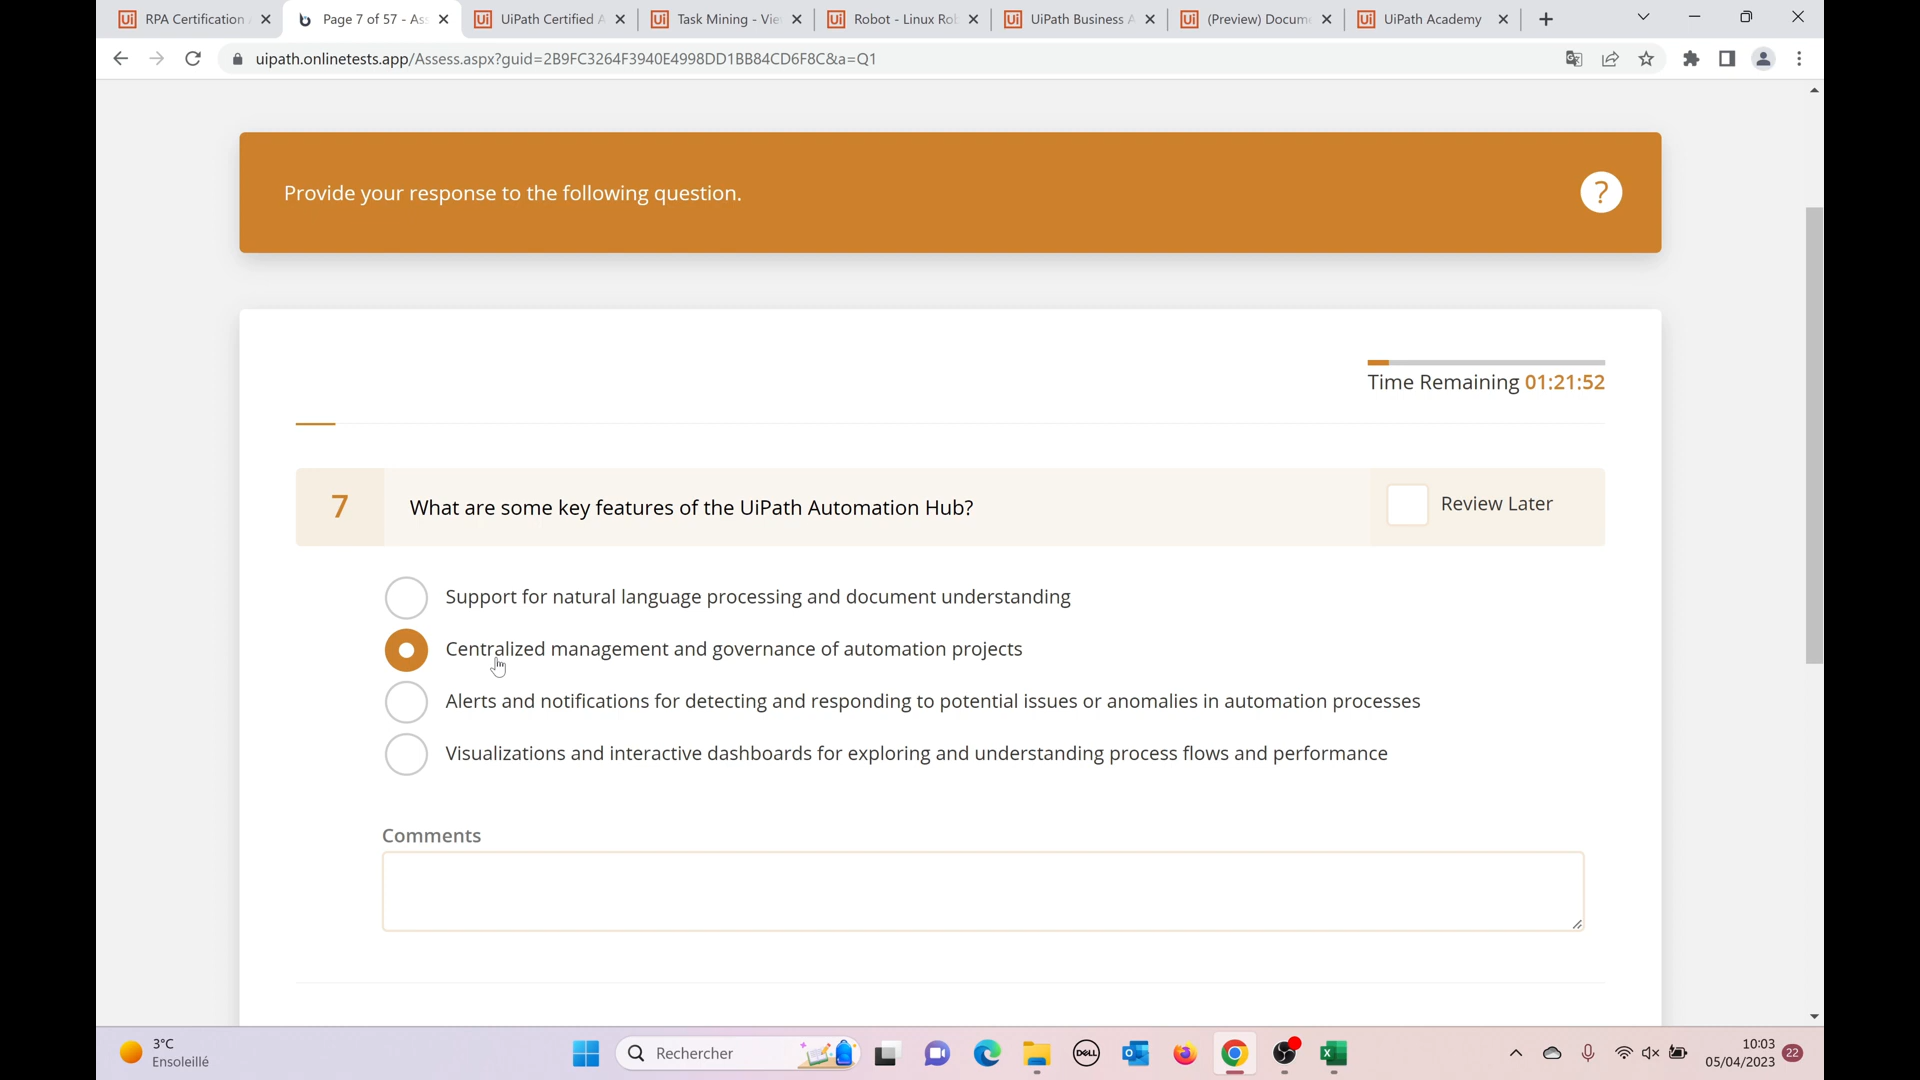 RPA Certification
Page 7 of 57 - As
UiPath Certified A
Task Mining - Vie
Robot - Linux Ro
UiPath Business A
(Preview) Docum
UiPath Academy
uipath.onlinetests.app/Assess.aspx?guid=2B9FC3264F3940E4998DD1BB84CD6F8C&a=Q1
Provide your response to the following question.
?
Time Remaining 01:21:52
7
What are some key features of the UiPath Automation Hub?
Review Later
Support for natural language processing and document understanding
Centralized management and governance of automation projects
Alerts and notifications for detecting and responding to potential issues or anomalies in automation processes
Visualizations and interactive dashboards for exploring and understanding process flows and performance
Comments
3°C
Ensoleillé
Rechercher
DELL
10:03
05/04/2023
22